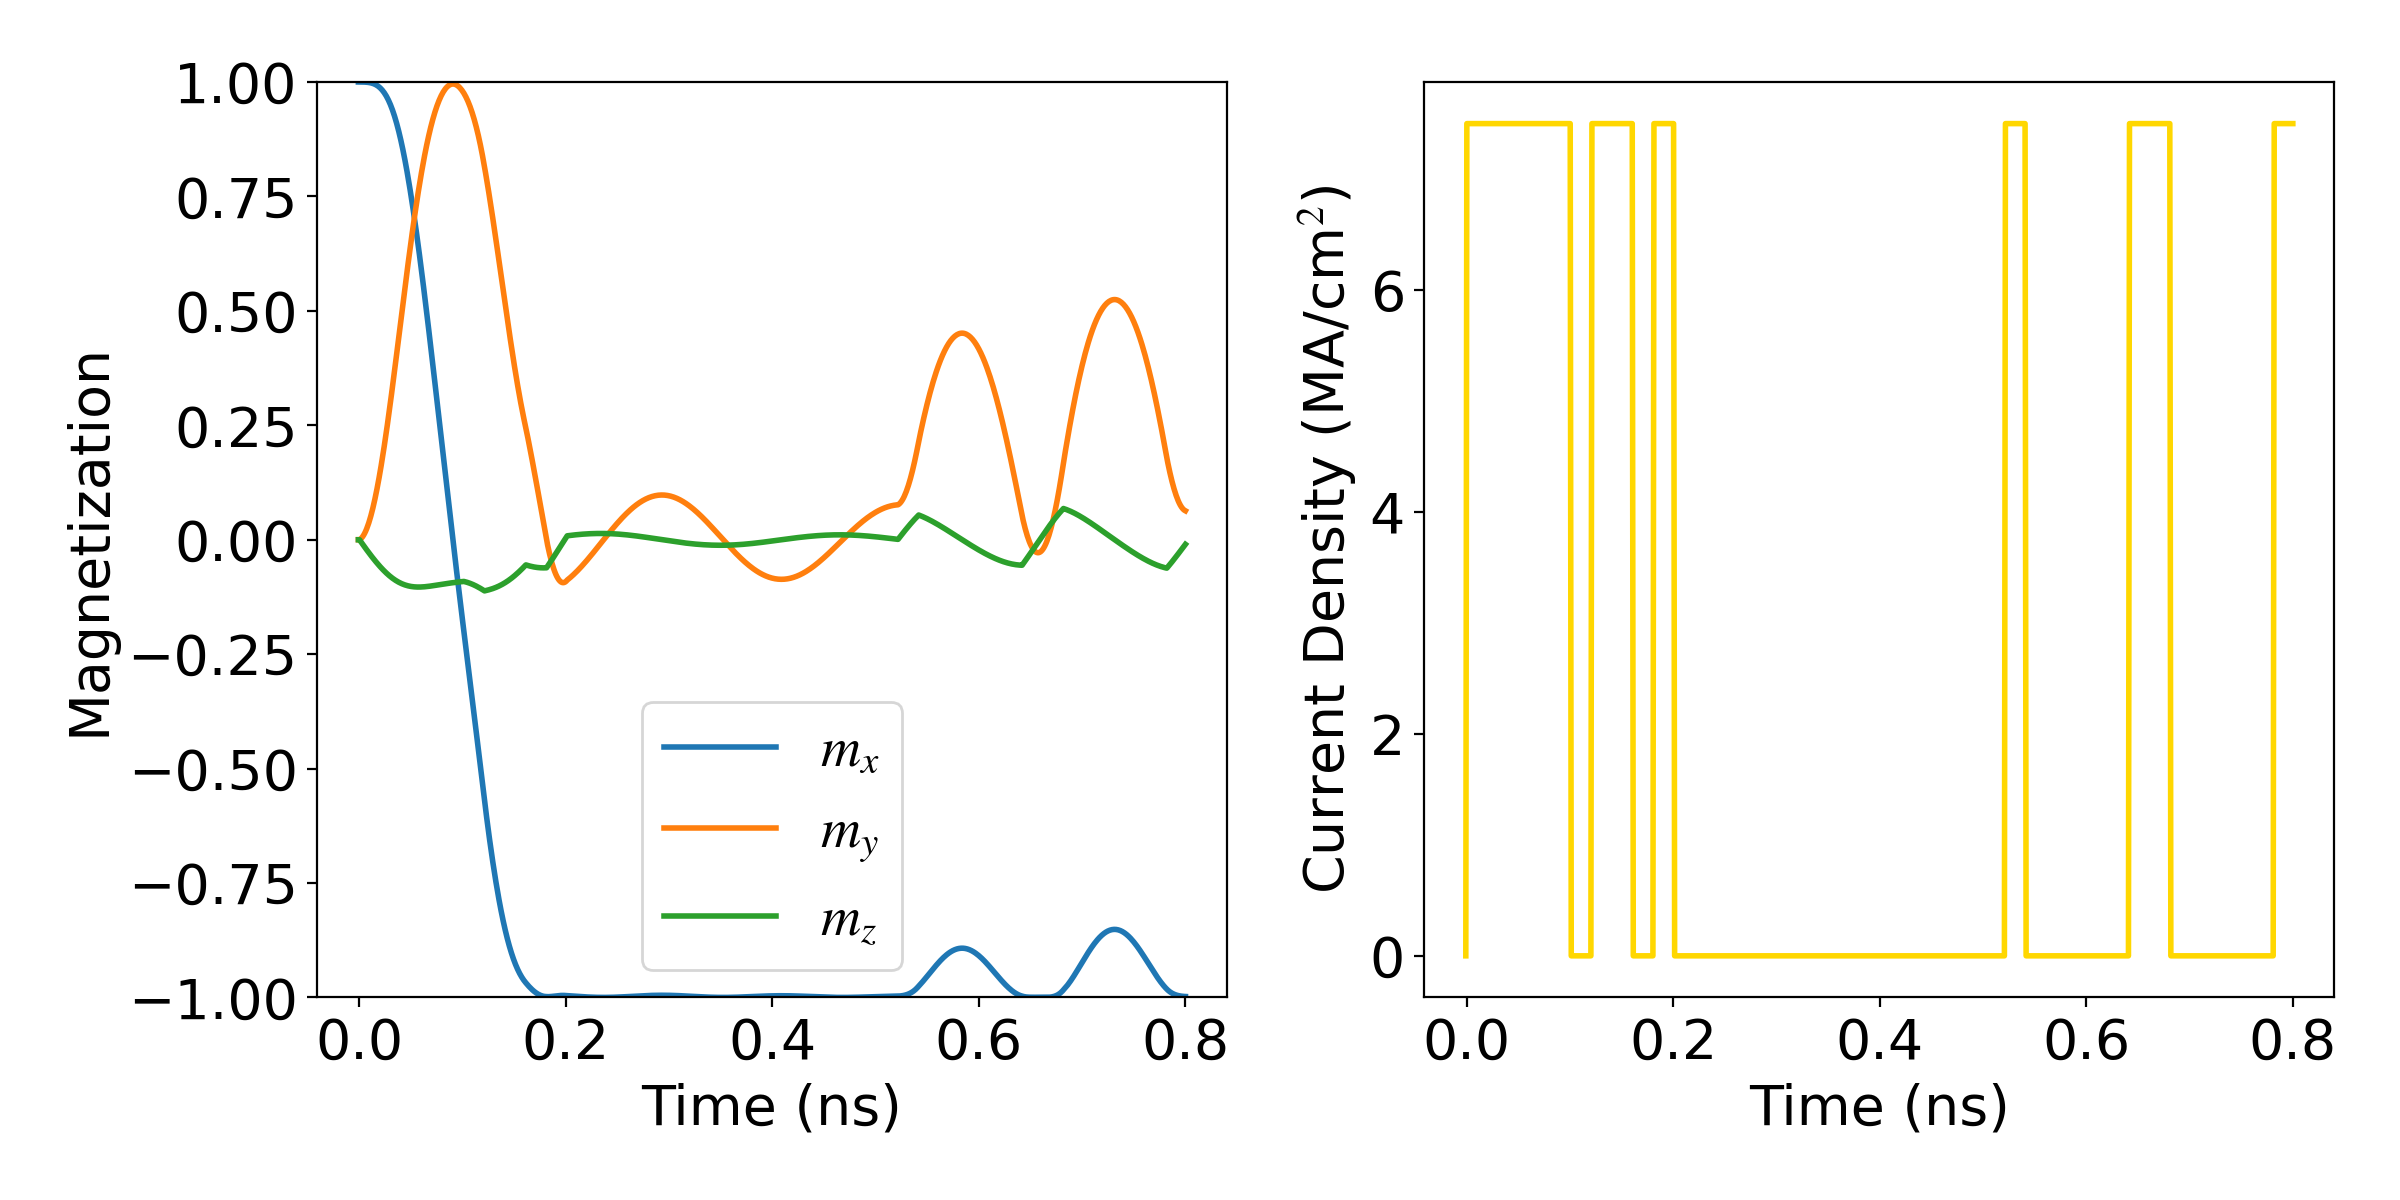 Magnetization
1.00
0.75
0.50
0.25
0.00
−0.25
−0.50
−0.75
−1.00
0.0 0.2 0.4 0.6 0.8
Time (ns)
m_x
m_y
m_z
Current Density (MA/cm²)
6
4
2
0
0.0 0.2 0.4 0.6 0.8
Time (ns)